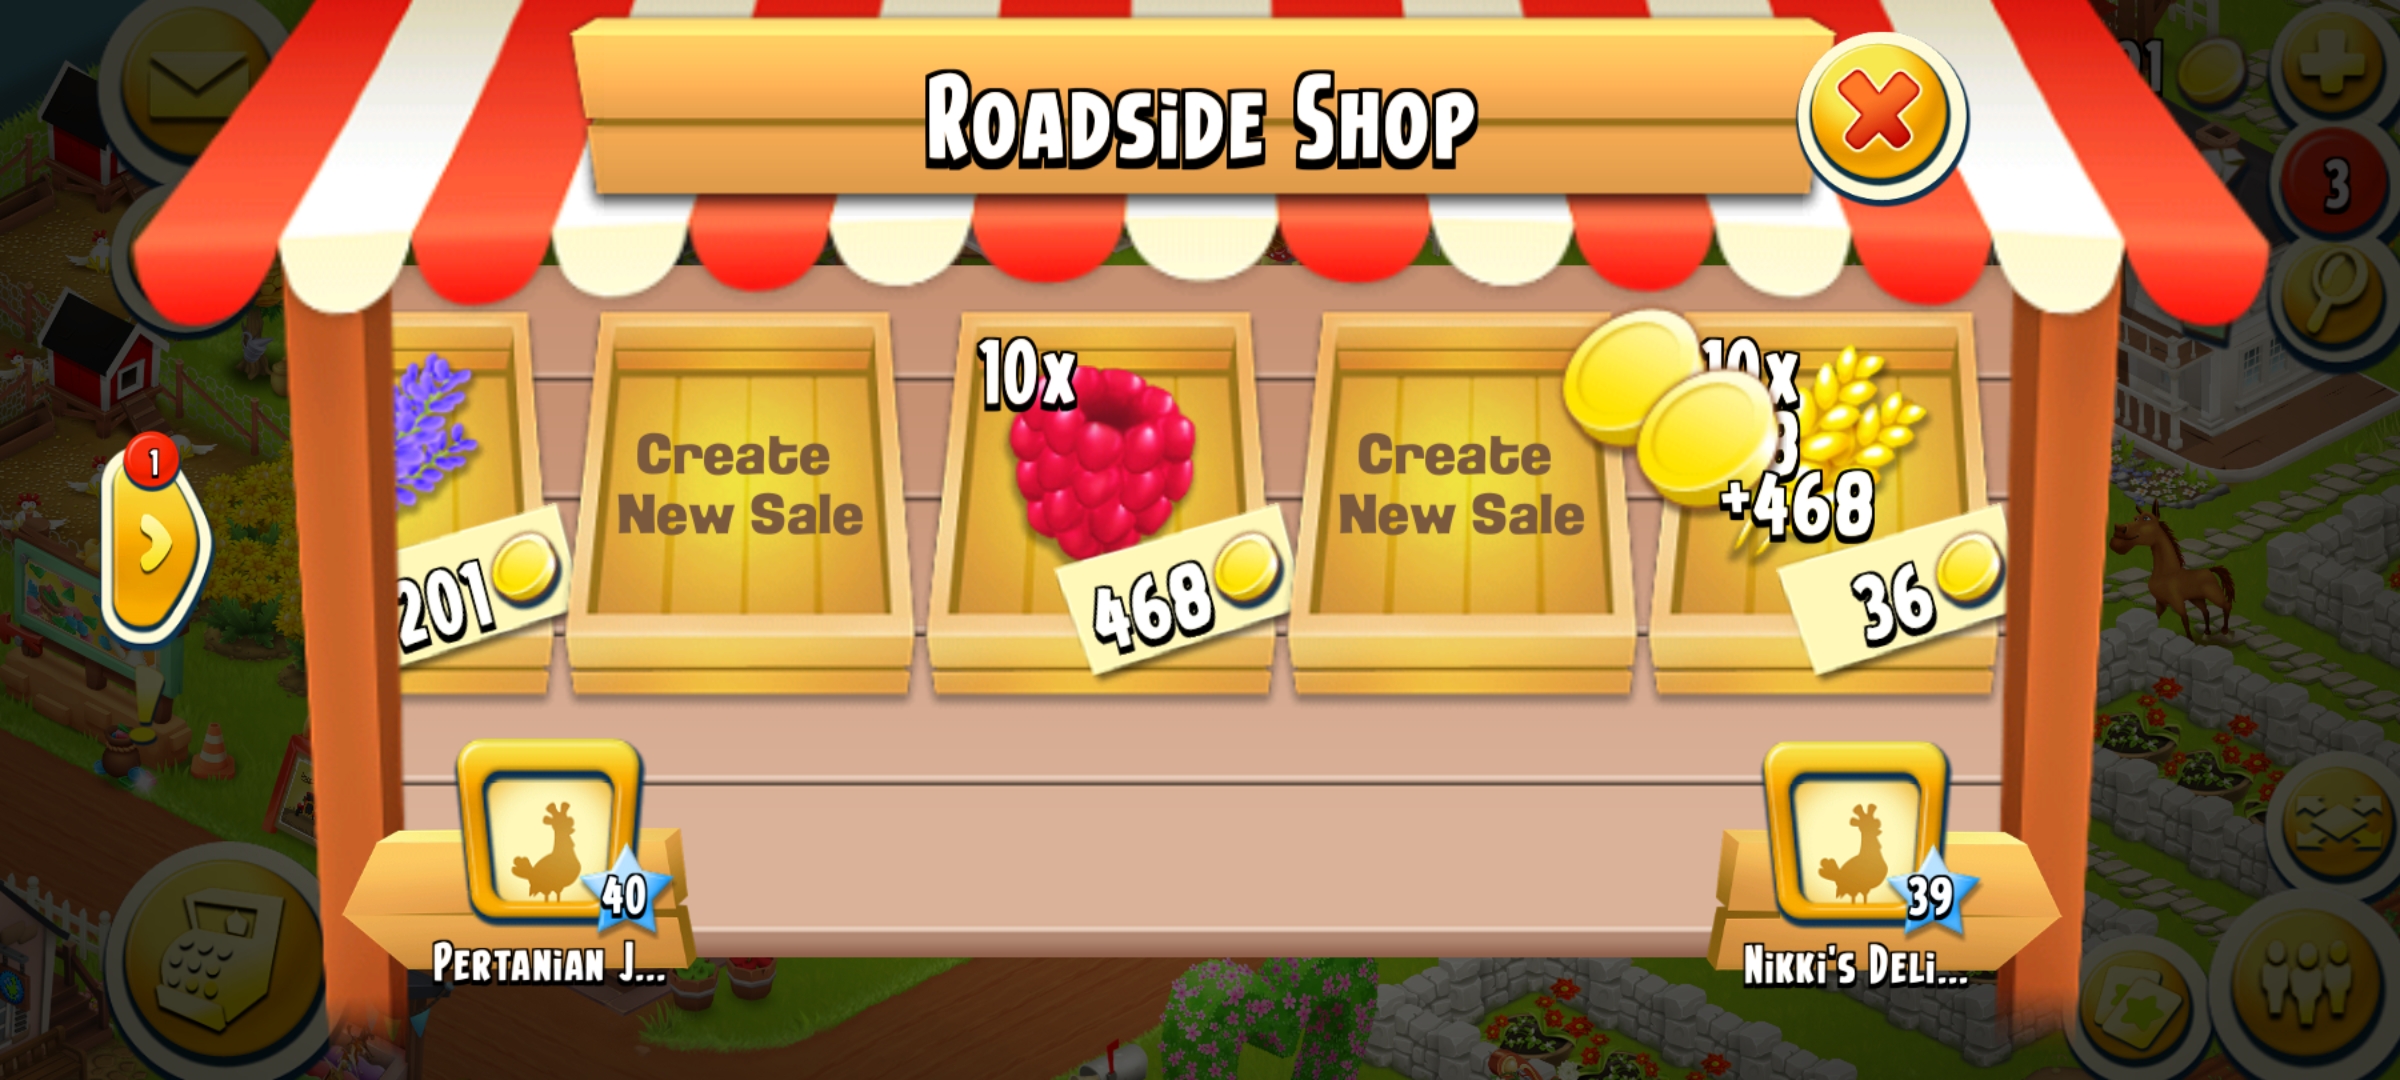 Roadside Shop
3
1
10x
10x
Create
New Sale
Create
New Sale
+468
201
468
36
40
39
Pertanian J...
Nikki's Deli...